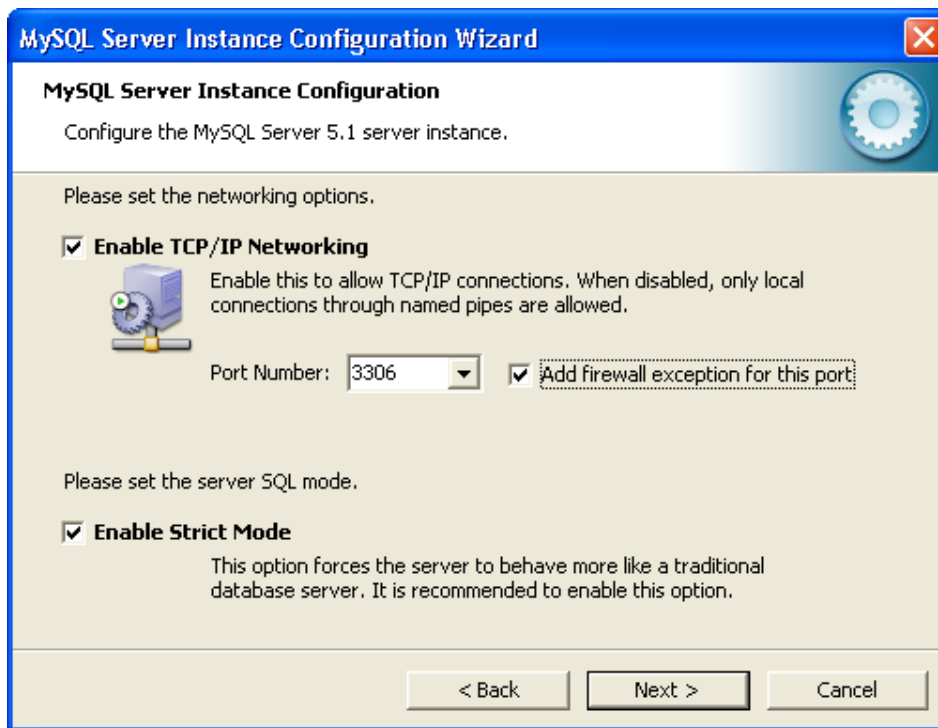 MySQL Server Instance Configuration Wizard
MySQL Server Instance Configuration
Configure the MySQL Server 5.1 server instance.
Please set the networking options.
Enable TCP/IP Networking
Enable this to allow TCP/IP connections. When disabled, only local
connections through named pipes are allowed.
Port Number: 3306 Add firewall exception for this port
Please set the server SQL mode.
Enable Strict Mode
This option forces the server to behave more like a traditional
database server. It is recommended to enable this option.
< Back Next > Cancel